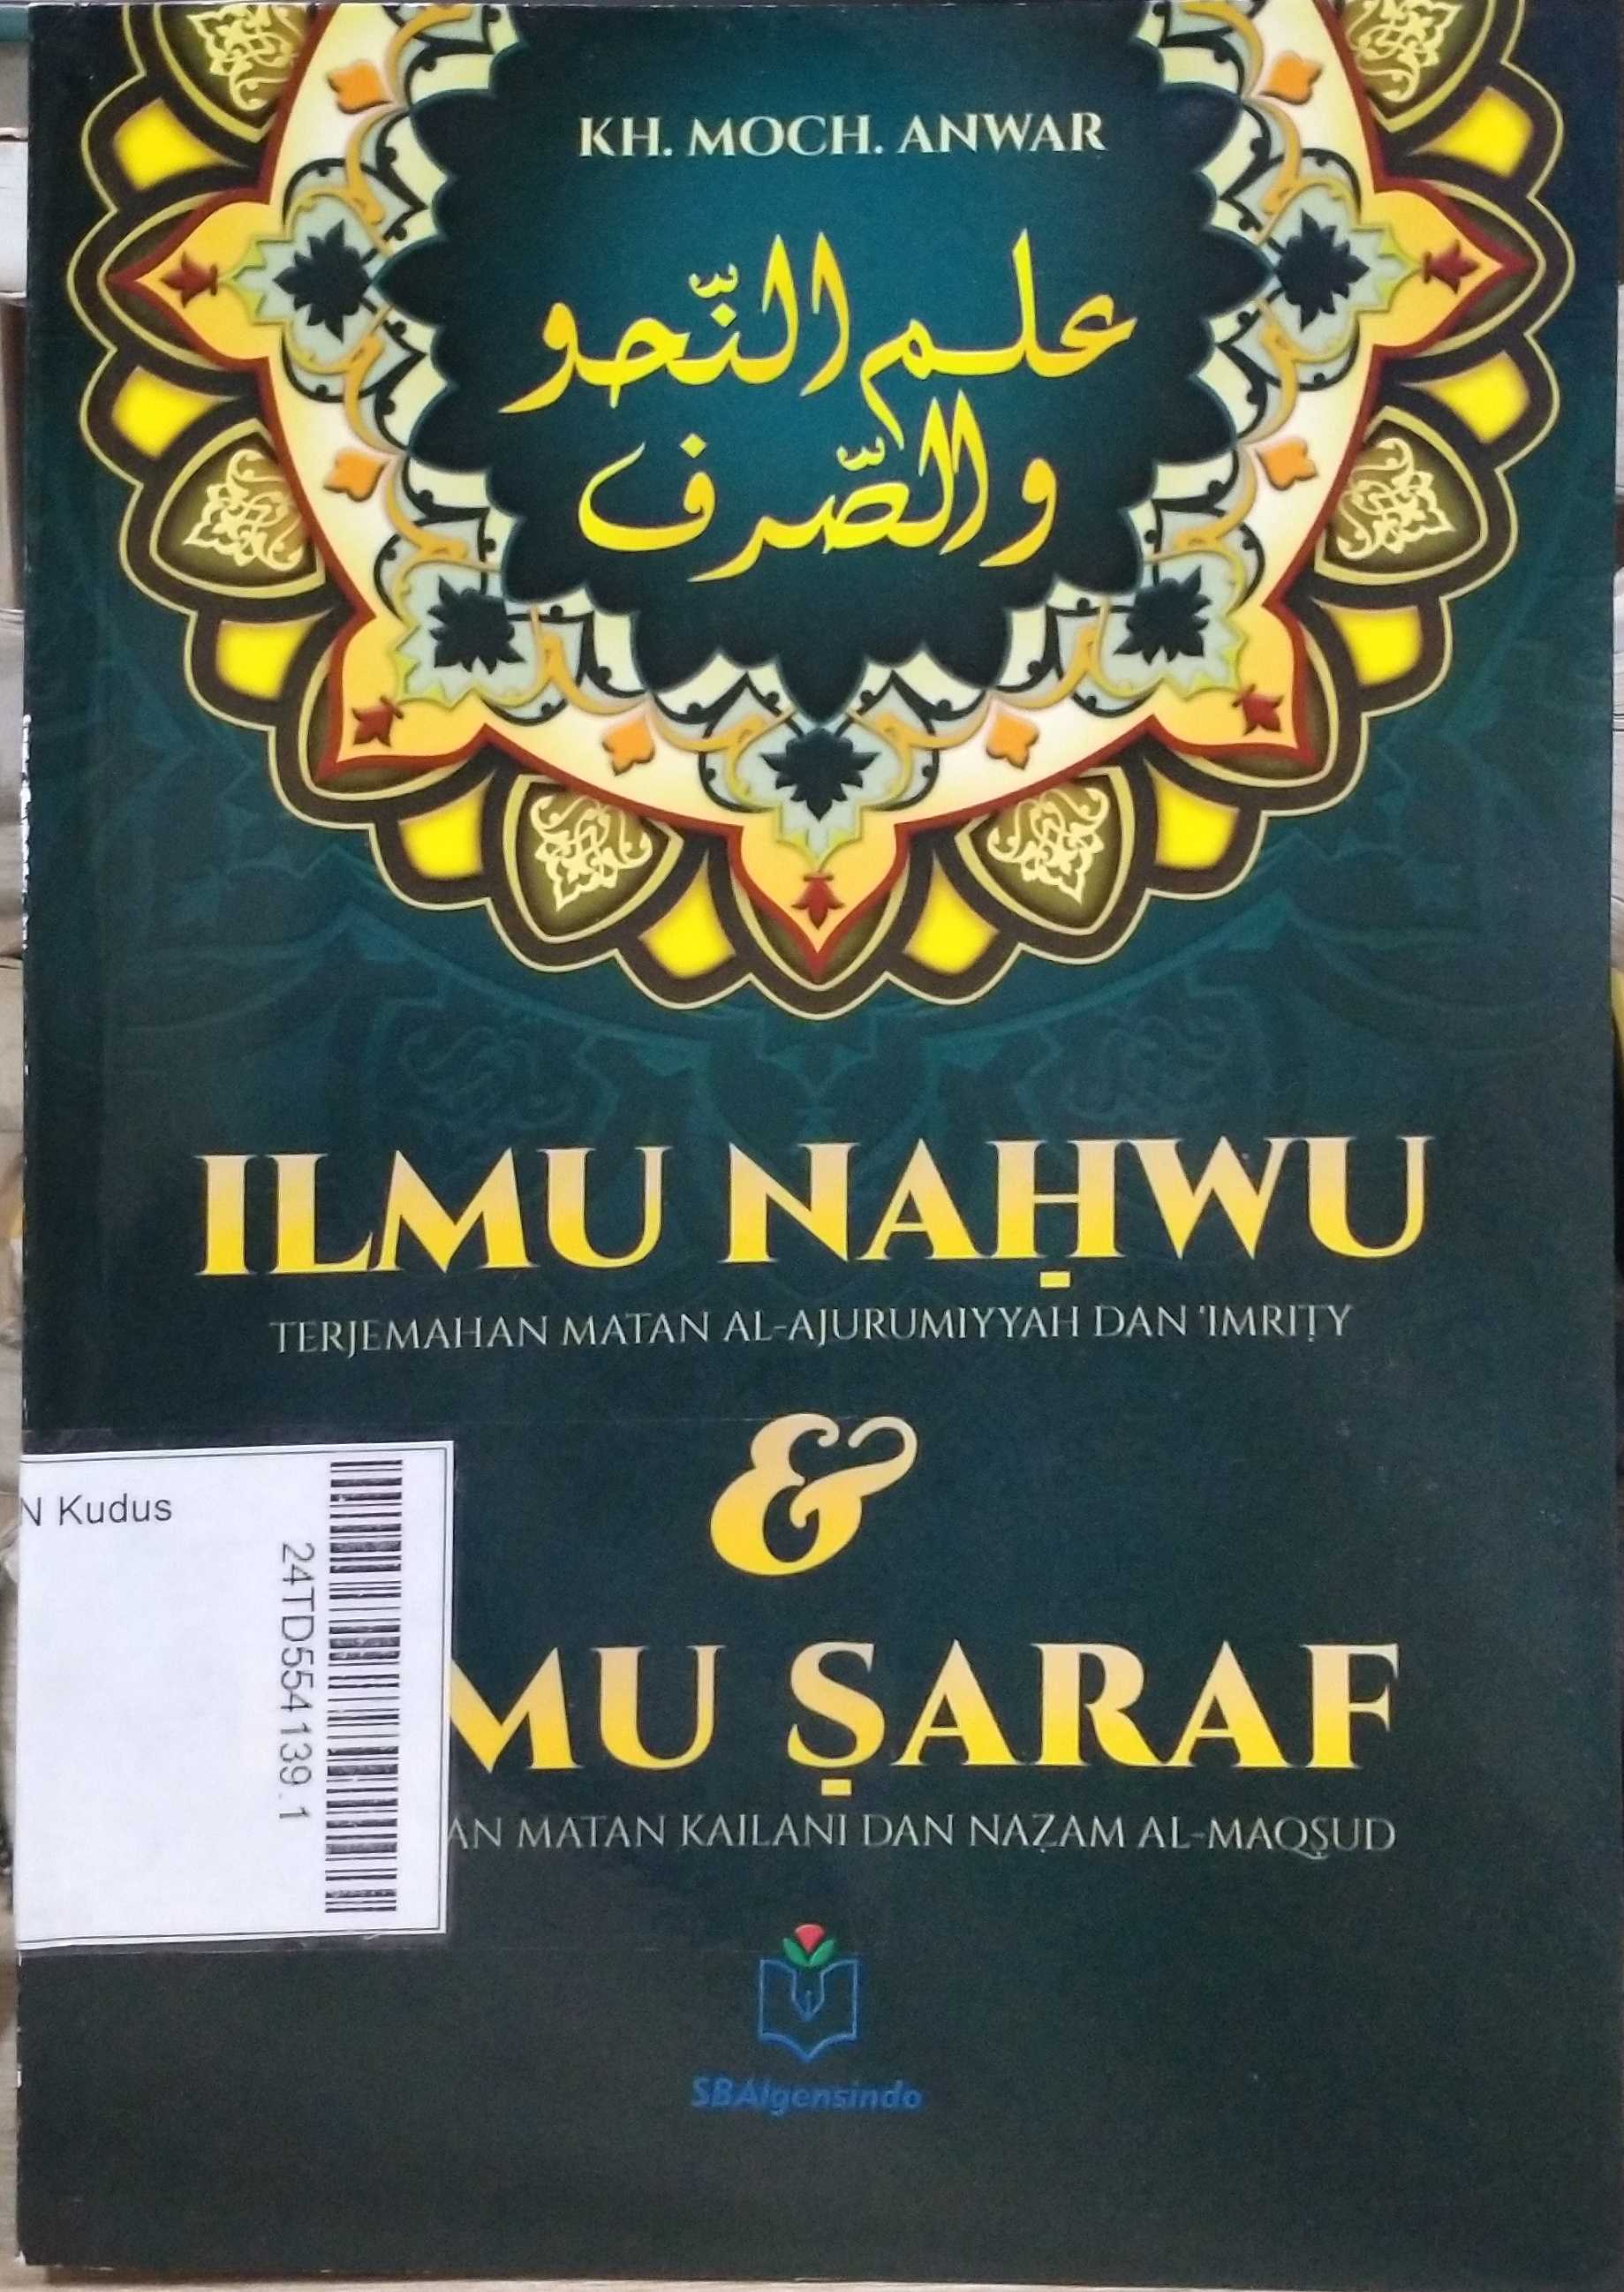 KH. MOCH. ANWAR
علم النّحو
والصّرف
ILMU NAḤWU
TERJEMAHAN MATAN AL-AJURUMIYYAH DAN 'IMRIṬY
&
MU ṢARAF
AN MATAN KAILANI DAN NAẒAM AL-MAQṢUD
N Kudus
24TD554139.1
SBAlgensindo